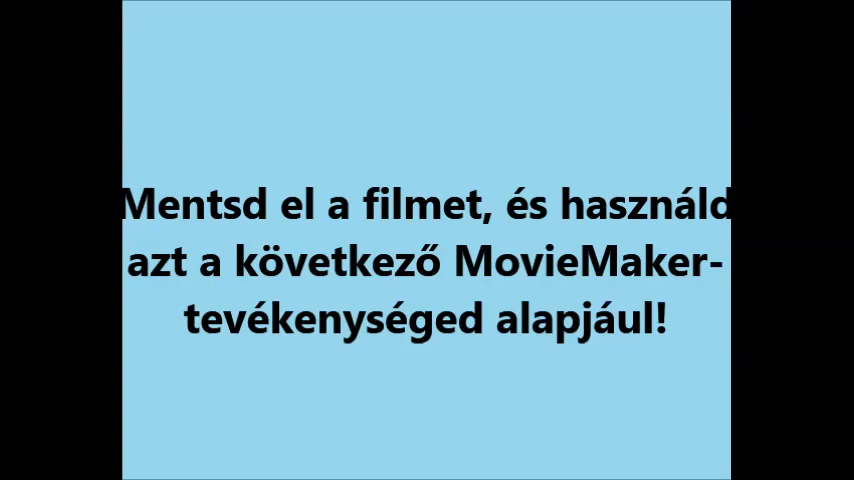 Mentsd el a filmet, és használd
azt a következő MovieMaker-
tevékenységed alapjául!